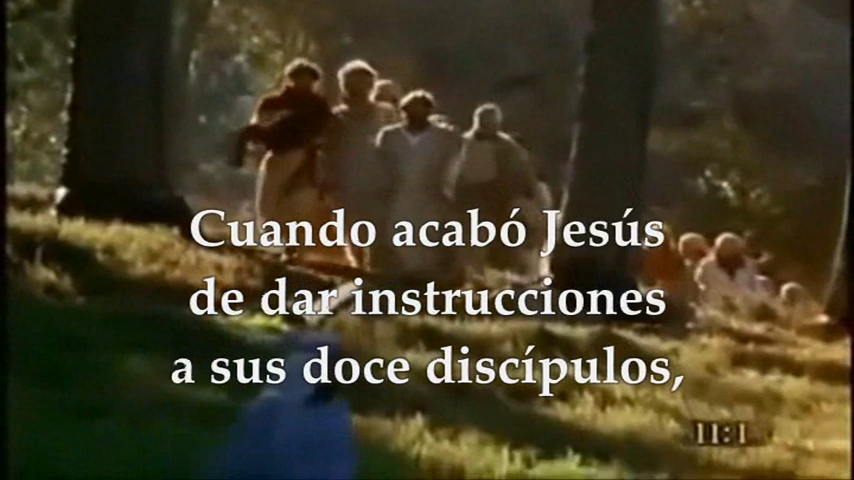 Cuando acabó Jesús
de dar instrucciones
a sus doce discípulos,
11:1